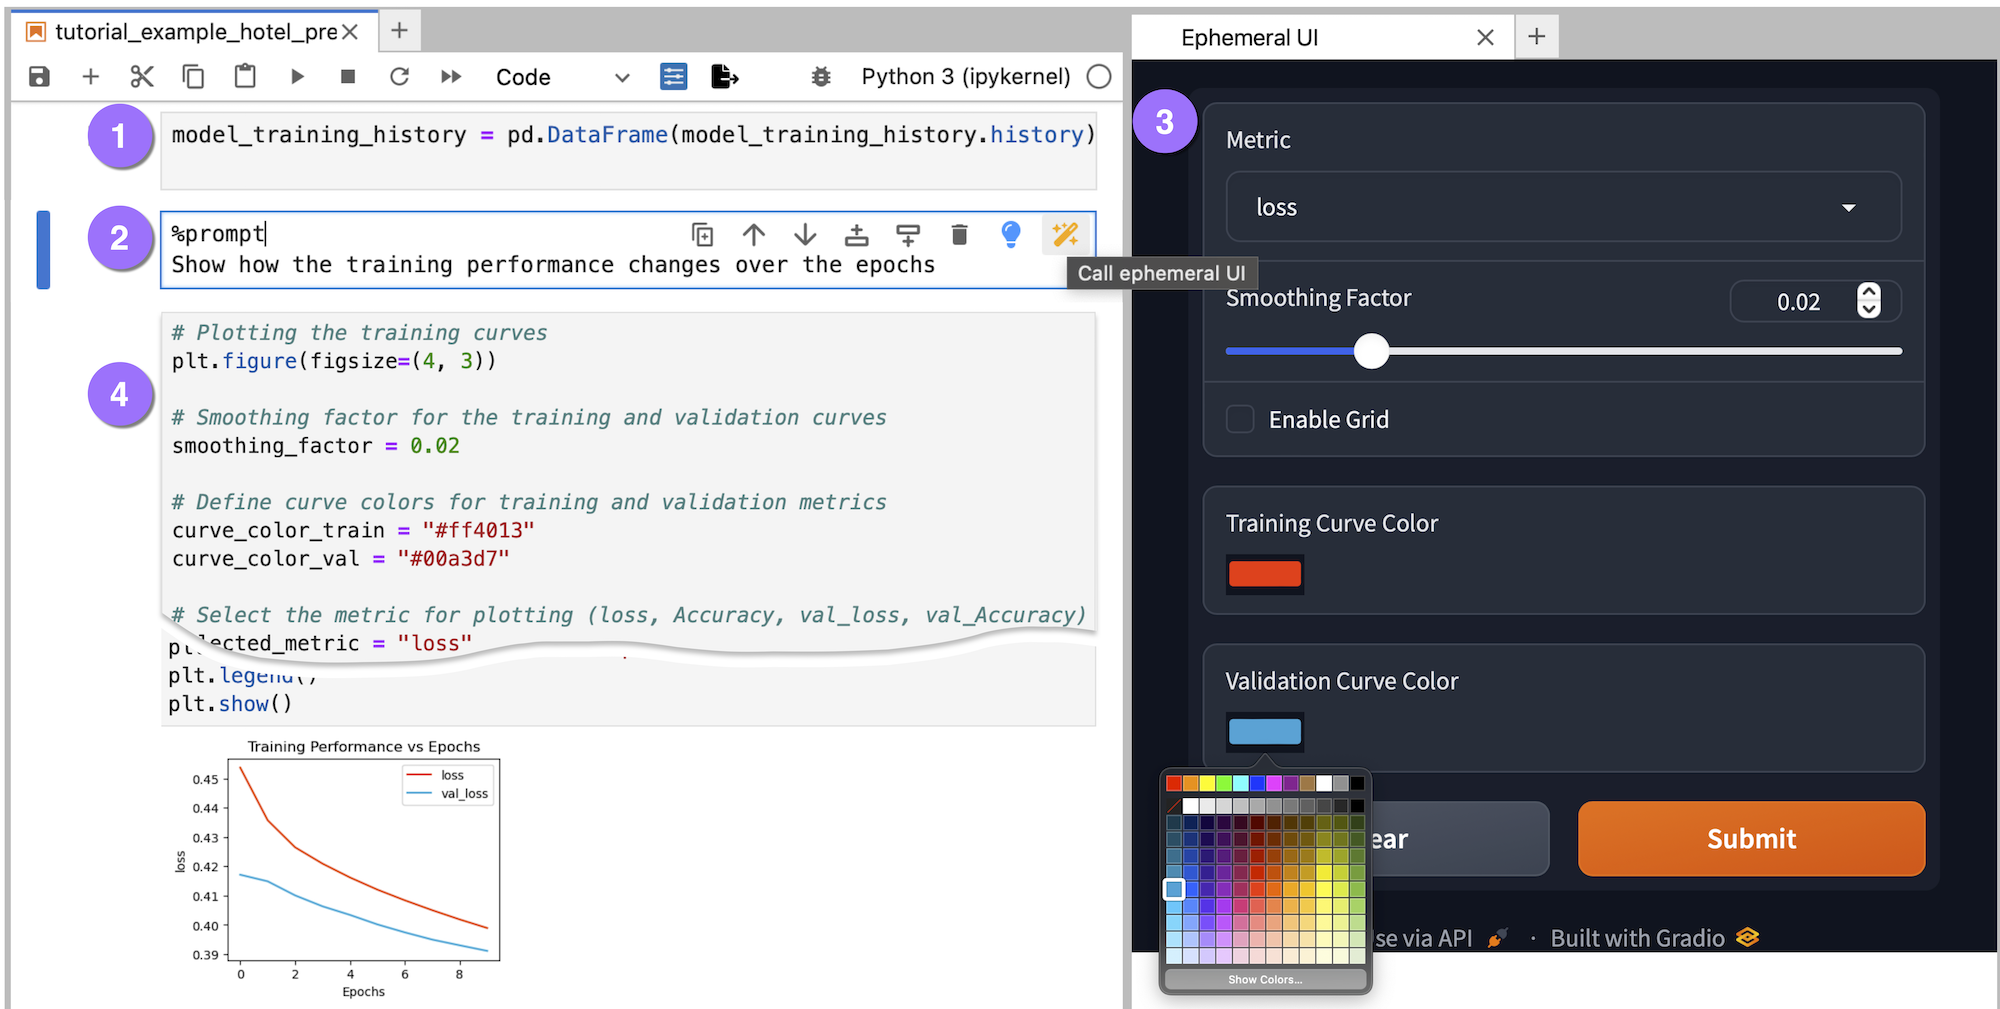 tutorial_example_hotel_pre
Code
Python 3 (ipykernel)
1
model_training_history = pd.DataFrame(model_training_history.history)
2
%prompt
Show how the training performance changes over the epochs
Call ephemeral UI
4
# Plotting the training curves
plt.figure(figsize=(4, 3))
# Smoothing factor for the training and validation curves
smoothing_factor = 0.02
# Define curve colors for training and validation metrics
curve_color_train = "#ff4013"
curve_color_val = "#00a3d7"
# Select the metric for plotting (loss, Accuracy, val_loss, val_Accuracy)
ected_metric = "loss"
plt.legend()
plt.show()
Training Performance vs Epochs
loss
val_loss
0.45
0.44
0.43
0.42
0.41
0.40
0.39
loss
0 2 4 6 8
Epochs
Ephemeral UI
3
Metric
loss
Smoothing Factor
0.02
Enable Grid
Training Curve Color
Validation Curve Color
ear
Submit
se via API · Built with Gradio
Show Colors...